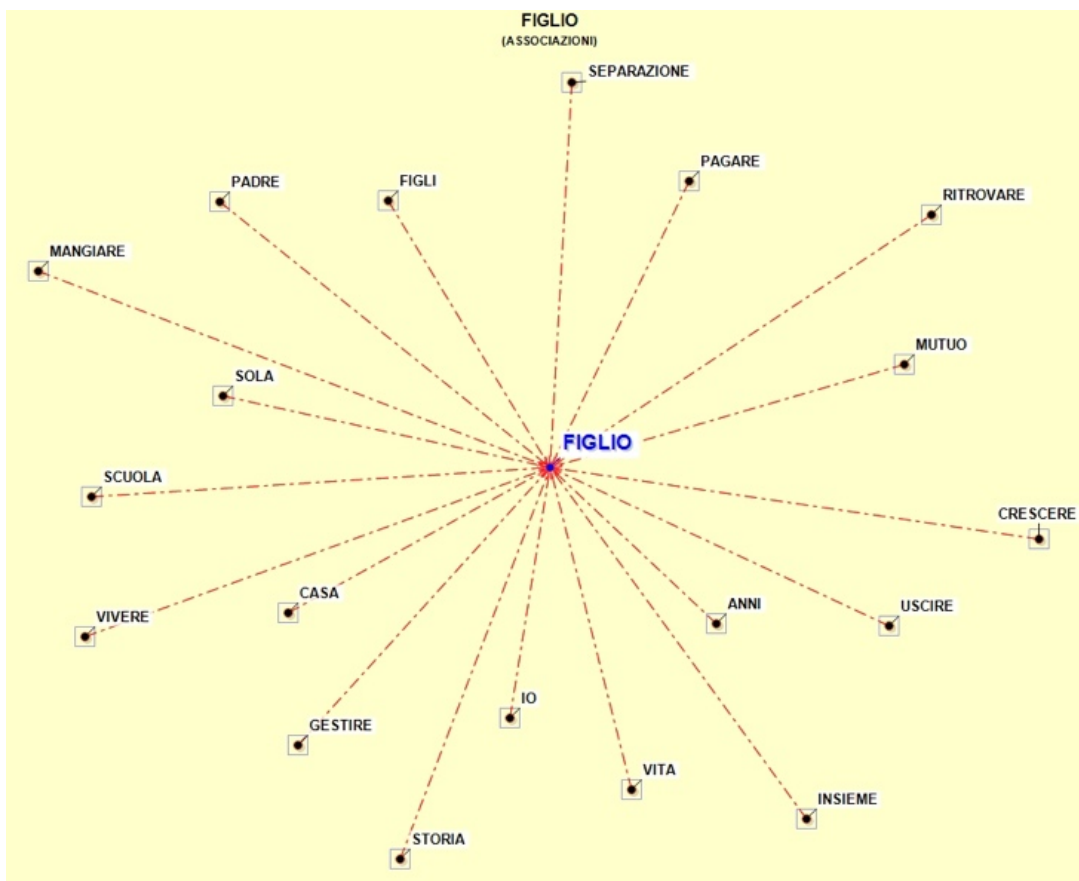 FIGLIO
(ASSOCIAZIONI)
SEPARAZIONE
PAGARE
PADRE
FIGLI
RITROVARE
MANGIARE
MUTUO
SOLA
FIGLIO
SCUOLA
CRESCERE
CASA
ANNI
USCIRE
VIVERE
IO
GESTIRE
VITA
INSIEME
STORIA